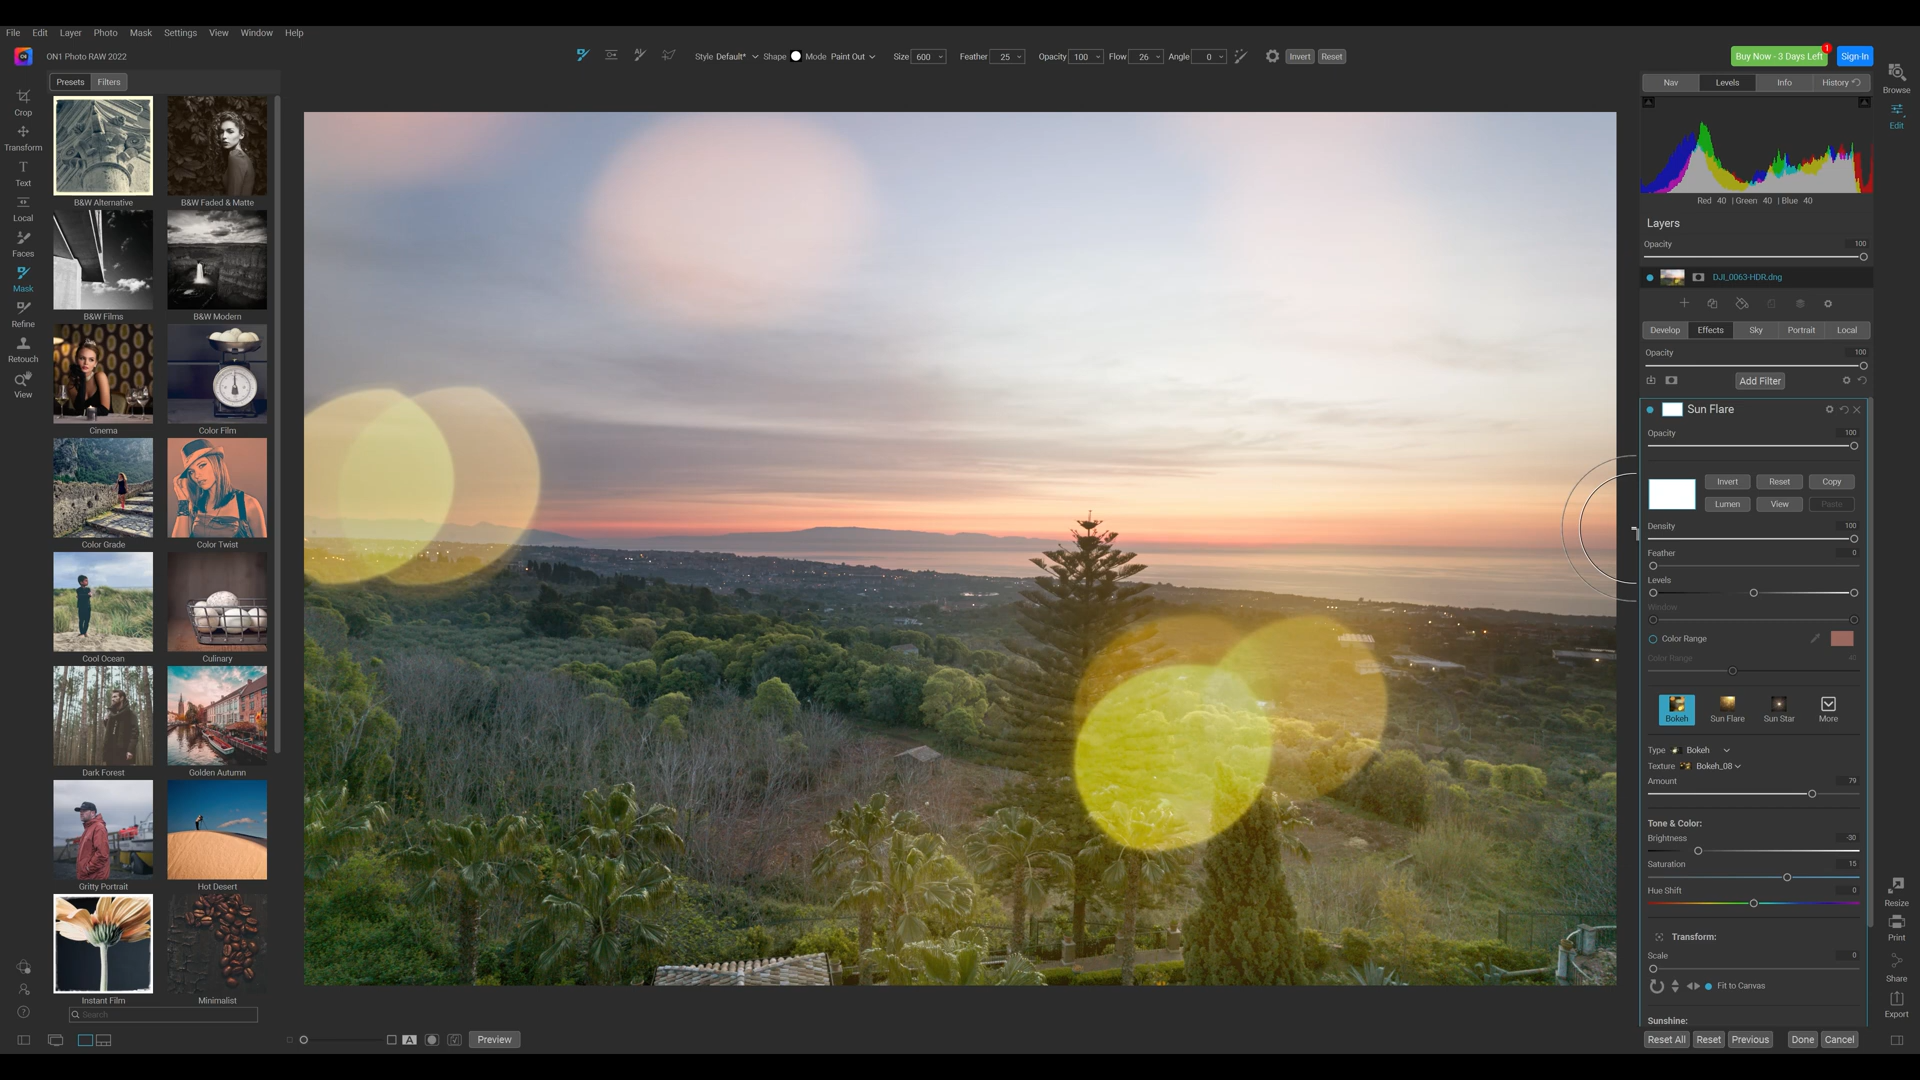 File Edit Layer Photo Mask Settings View Window Help
ON1 Photo RAW 2022
Style Default* Shape Mode Paint Out Size 600 Feather 25 Opacity 100 Flow 26 Angle 0 Invert Reset
Buy Now - 3 Days Left 1 Sign-In
Presets Filters
Crop
Transform
Text
Local
Faces
Mask
Refine
Retouch
View
B&W Alternative B&W Faded & Matte
B&W Films B&W Modern
Cinema Color Film
Color Grade Color Twist
Cool Ocean Culinary
Dark Forest Golden Autumn
Gritty Portrait Hot Desert
Instant Film Minimalist
Search
A Preview
Nav Levels Info History
Red 40 | Green 40 | Blue 40
Layers
Opacity 100
DJI_0063-HDR.dng
Develop Effects Sky Portrait Local
Opacity 100
Add Filter
Sun Flare
Opacity 100
Invert Reset Copy
Lumen View Paste
Density 100
Feather 0
Levels
Window
Color Range
Color Range 40
Bokeh Sun Flare Sun Star More
Type Bokeh
Texture Bokeh_08
Amount 79
Tone & Color:
Brightness -30
Saturation 15
Hue Shift 0
Transform:
Scale 0
Fit to Canvas
Sunshine:
Reset All Reset Previous Done Cancel
Browse
Edit
Resize
Print
Share
Export